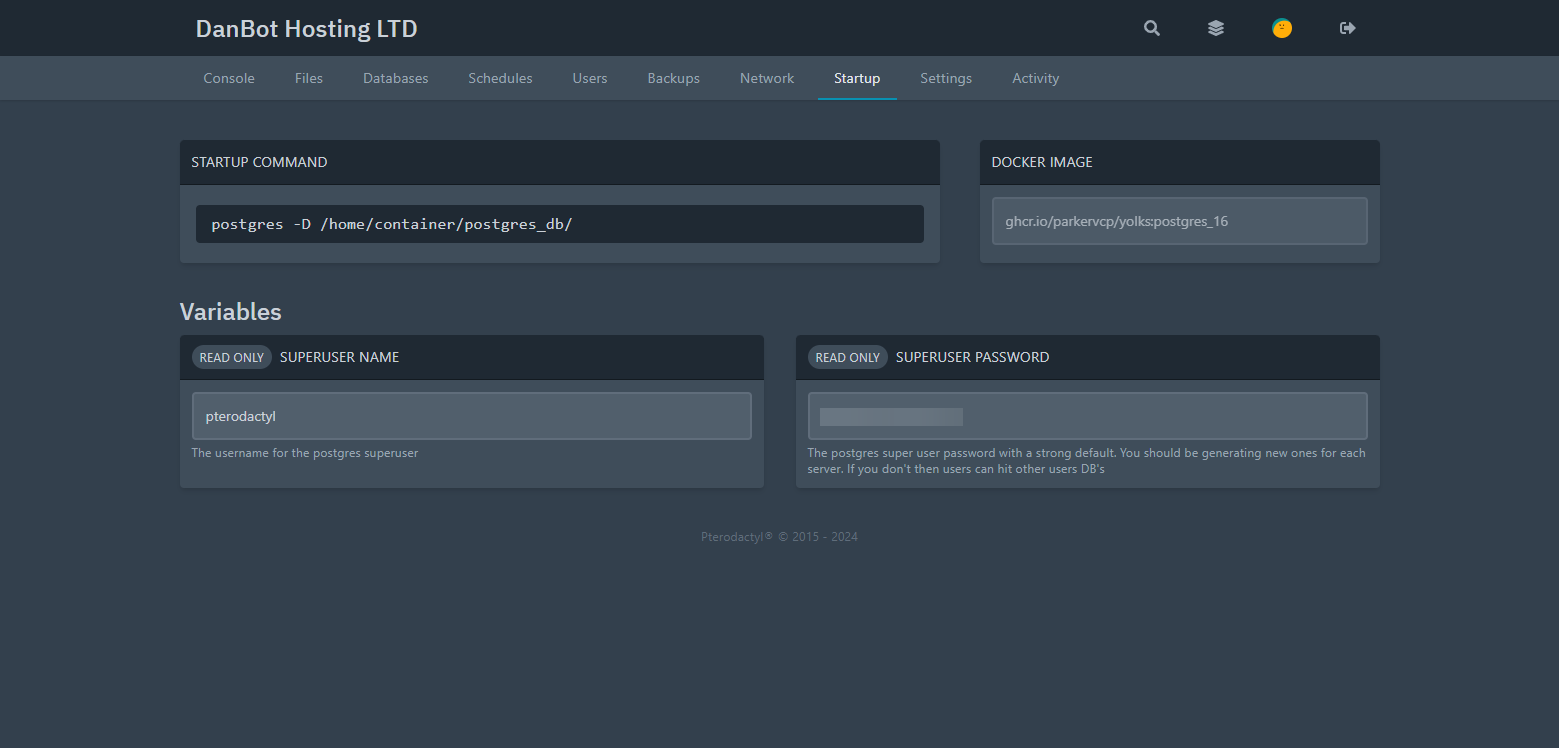 DanBot Hosting LTD
Console Files Databases Schedules Users Backups Network Startup Settings Activity
STARTUP COMMAND
postgres -D /home/container/postgres_db/
DOCKER IMAGE
ghcr.io/parkervcp/yolks:postgres_16
Variables
READ ONLY SUPERUSER NAME
pterodactyl
The username for the postgres superuser
READ ONLY SUPERUSER PASSWORD
The postgres super user password with a strong default. You should be generating new ones for each
server. If you don't then users can hit other users DB's
Pterodactyl® © 2015 - 2024